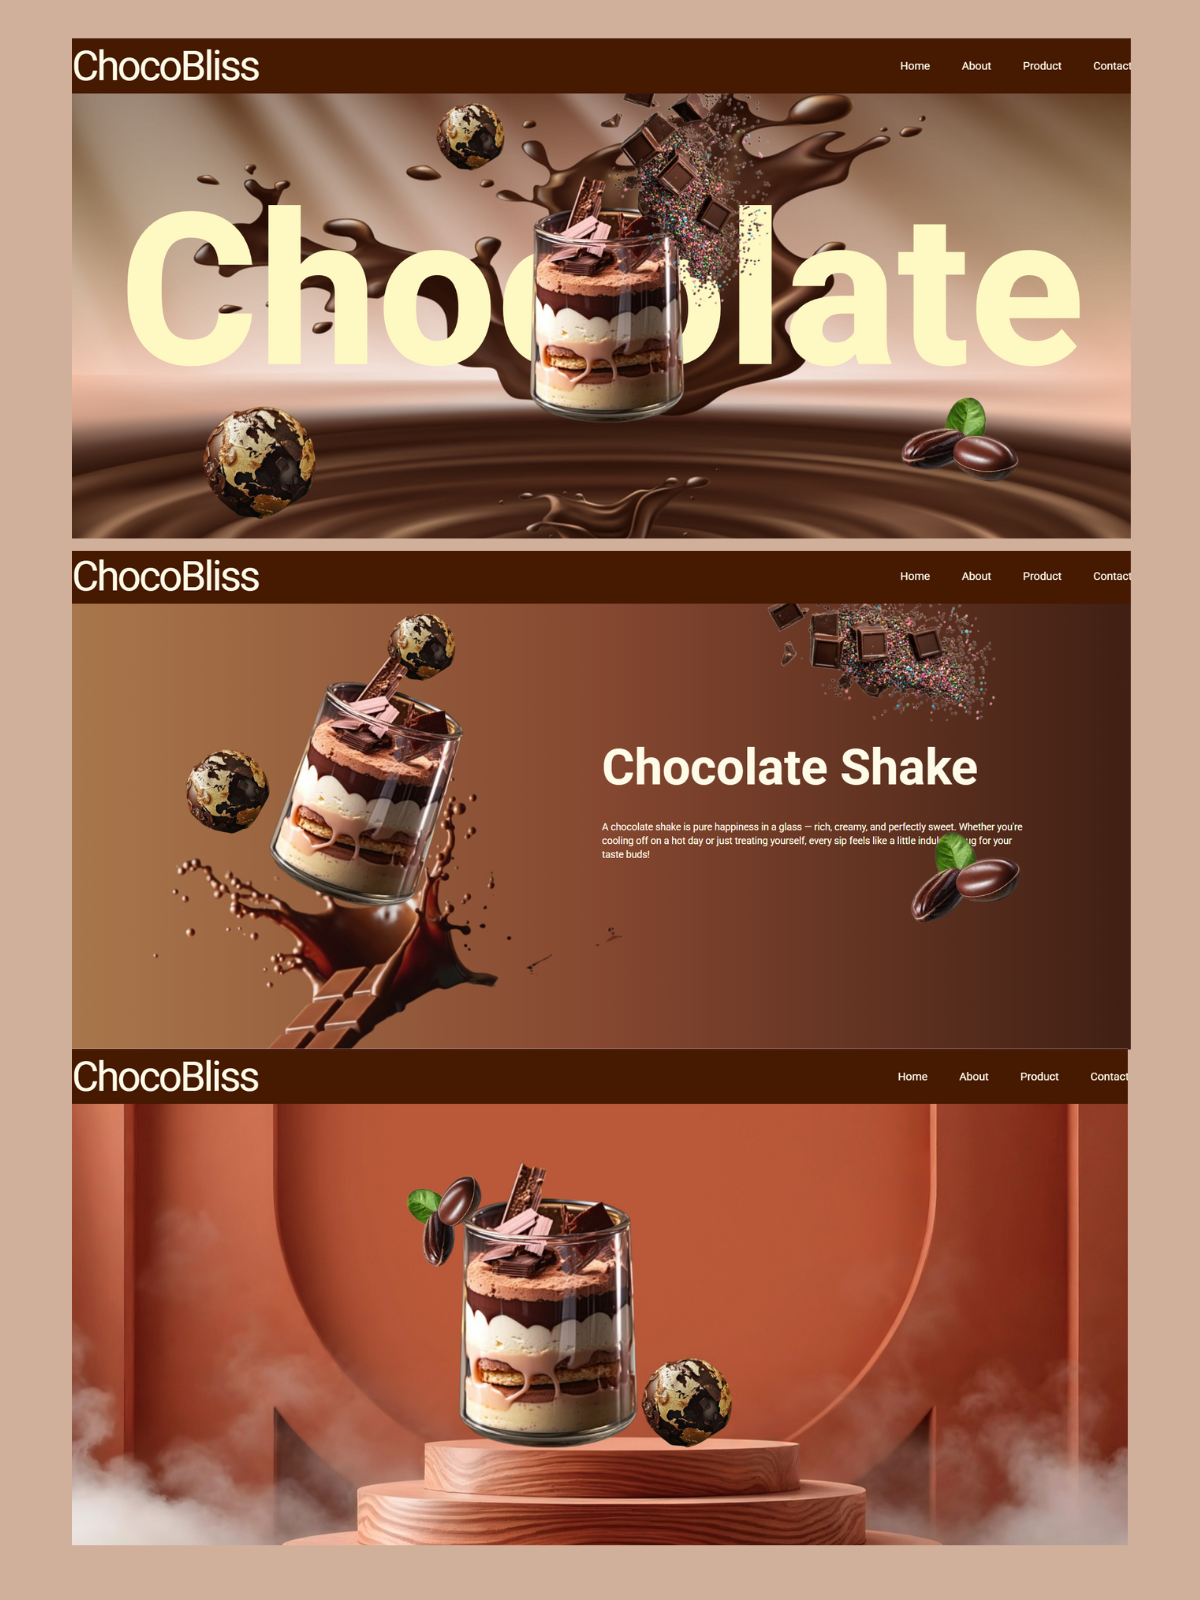 ChocoBliss
Home About Product Contact
Chocolate
ChocoBliss
Home About Product Contact
Chocolate Shake
A chocolate shake is pure happiness in a glass — rich, creamy, and perfectly sweet. Whether you're
cooling off on a hot day or just treating yourself, every sip feels like a little for your
taste buds!
ChocoBliss
Home About Product Contact